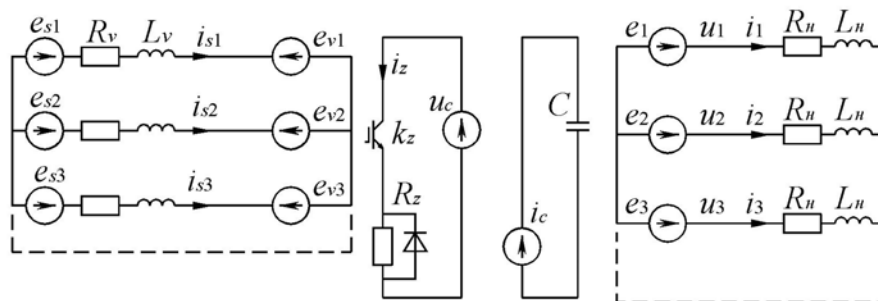 es1 Rv Lv is1 ev1
es2 is2 ev2
es3 is3 ev3
iz
kz
uc
Rz
C
ic
e1 u1 i1 Rн Lн
e2 u2 i2 Rн Lн
e3 u3 i3 Rн Lн